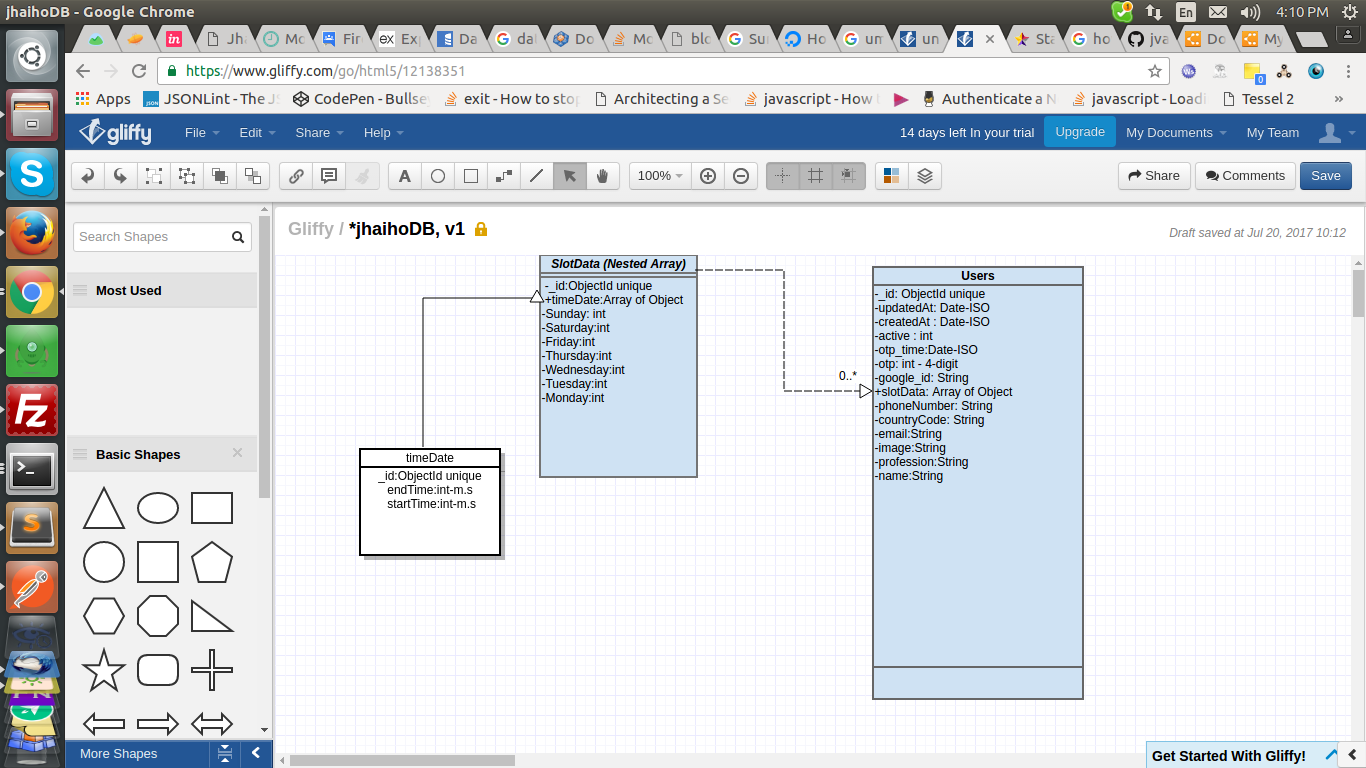 jhaihoDB - Google Chrome
En
4:10 PM
in
Jh
Mo
Fir
ex
Ex
Da
G
da
Do
Mo
blo
G
Su
Ho
G
un
un
Sta
G
ho
jav
Do
My
https://www.gliffy.com/go/html5/12138351
Ws
0
Apps
JSON
JSONLint - The JS
CodePen - Bullse
exit - How to stop
Architecting a Se
javascript - How
Authenticate a N
javascript - Loadi
Tessel 2
»
gliffy
File
Edit
Share
Help
14 days left In your trial
Upgrade
My Documents
My Team
A
100%
Share
Comments
Save
Search Shapes
Gliffy / *jhaihoDB, v1
Draft saved at Jul 20, 2017 10:12
Most Used
Basic Shapes
SlotData (Nested Array)
-_id:ObjectId unique
+timeDate:Array of Object
-Sunday: int
-Saturday:int
-Friday:int
-Thursday:int
-Wednesday:int
-Tuesday:int
-Monday:int
0..*
Users
-_id: ObjectId unique
-updatedAt: Date-ISO
-createdAt : Date-ISO
-active : int
-otp_time:Date-ISO
-otp: int - 4-digit
-google_id: String
+slotData: Array of Object
-phoneNumber: String
-countryCode: String
-email:String
-image:String
-profession:String
-name:String
timeDate
_id:ObjectId unique
endTime:int-m.s
startTime:int-m.s
More Shapes
Get Started With Gliffy!